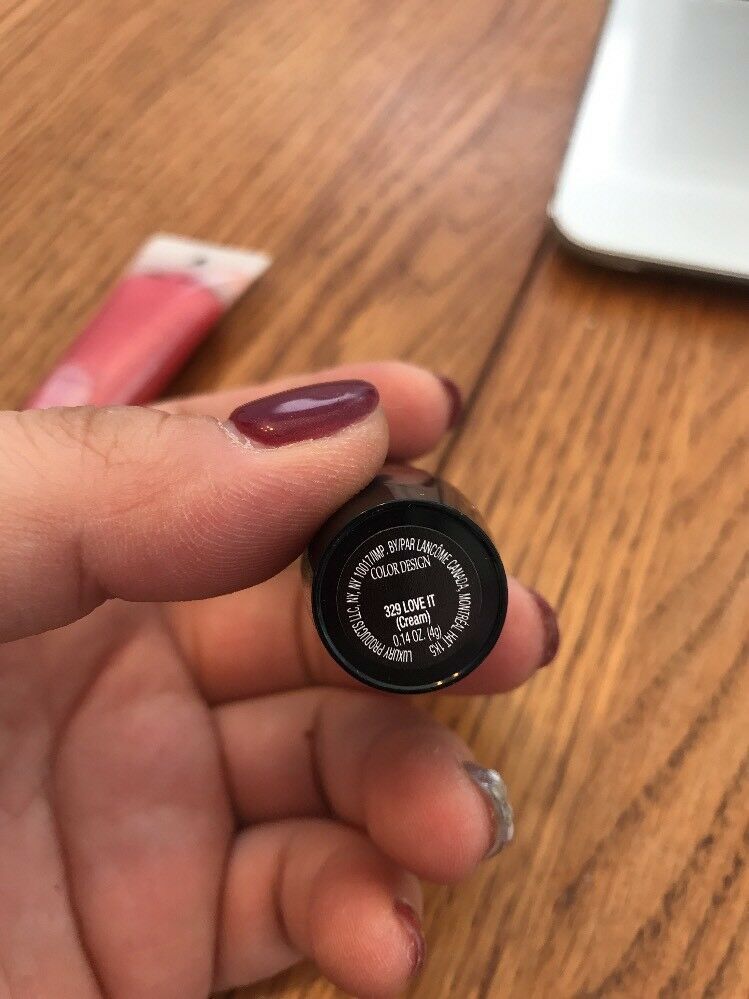 LUXURY PRODUCTS LLC, NY, NY 10017/IMP. BY/PAR LANCÔME CANADA, MONTRÉAL H4T 1K5
COLOR DESIGN
329 LOVE IT
(Cream)
0.14 OZ. (4g)